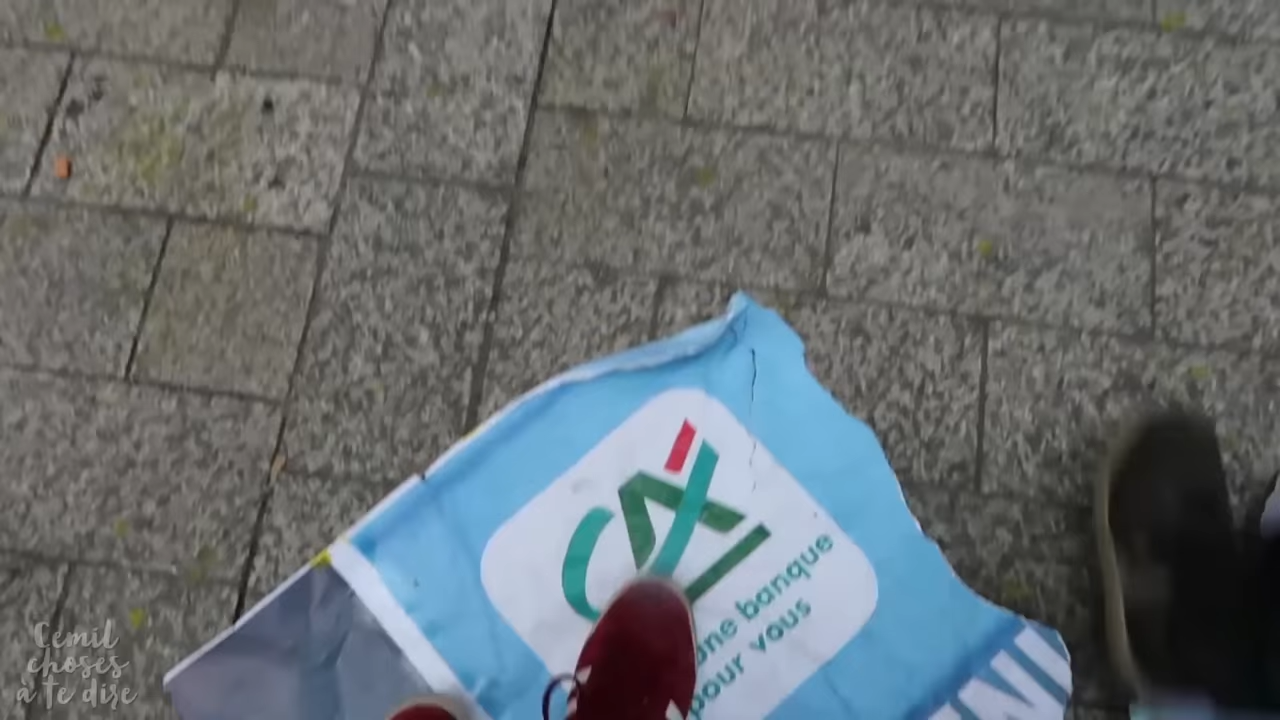 CA
une banque
pour vous
Cemil
choses
à te dire